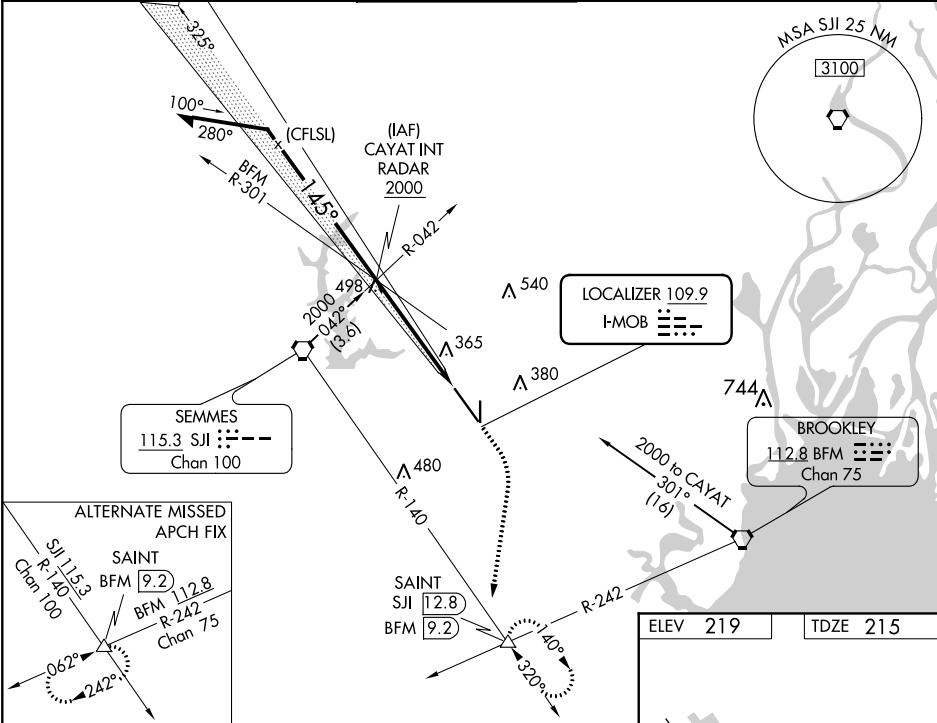 325°
MSA SJI 25 NM
3100
100°
280°
(CFLSL)
(IAF)
CAYAT INT
RADAR
2000
BFM
R-301
145°
R-042
498
2000
042°
(3.6)
540
LOCALIZER 109.9
I-MOB
365
380
744
SEMMES
115.3 SJI
Chan 100
BROOKLEY
112.8 BFM
Chan 75
2000 to CAYAT
301°
(16)
480
R-140
ALTERNATE MISSED
APCH FIX
SJI 115.3
R-140
Chan 100
SAINT
BFM 9.2
BFM 112.8
R-242
Chan 75
062°
242°
SAINT
SJI 12.8
BFM 9.2
R-242
140°
320°
ELEV 219
TDZE 215